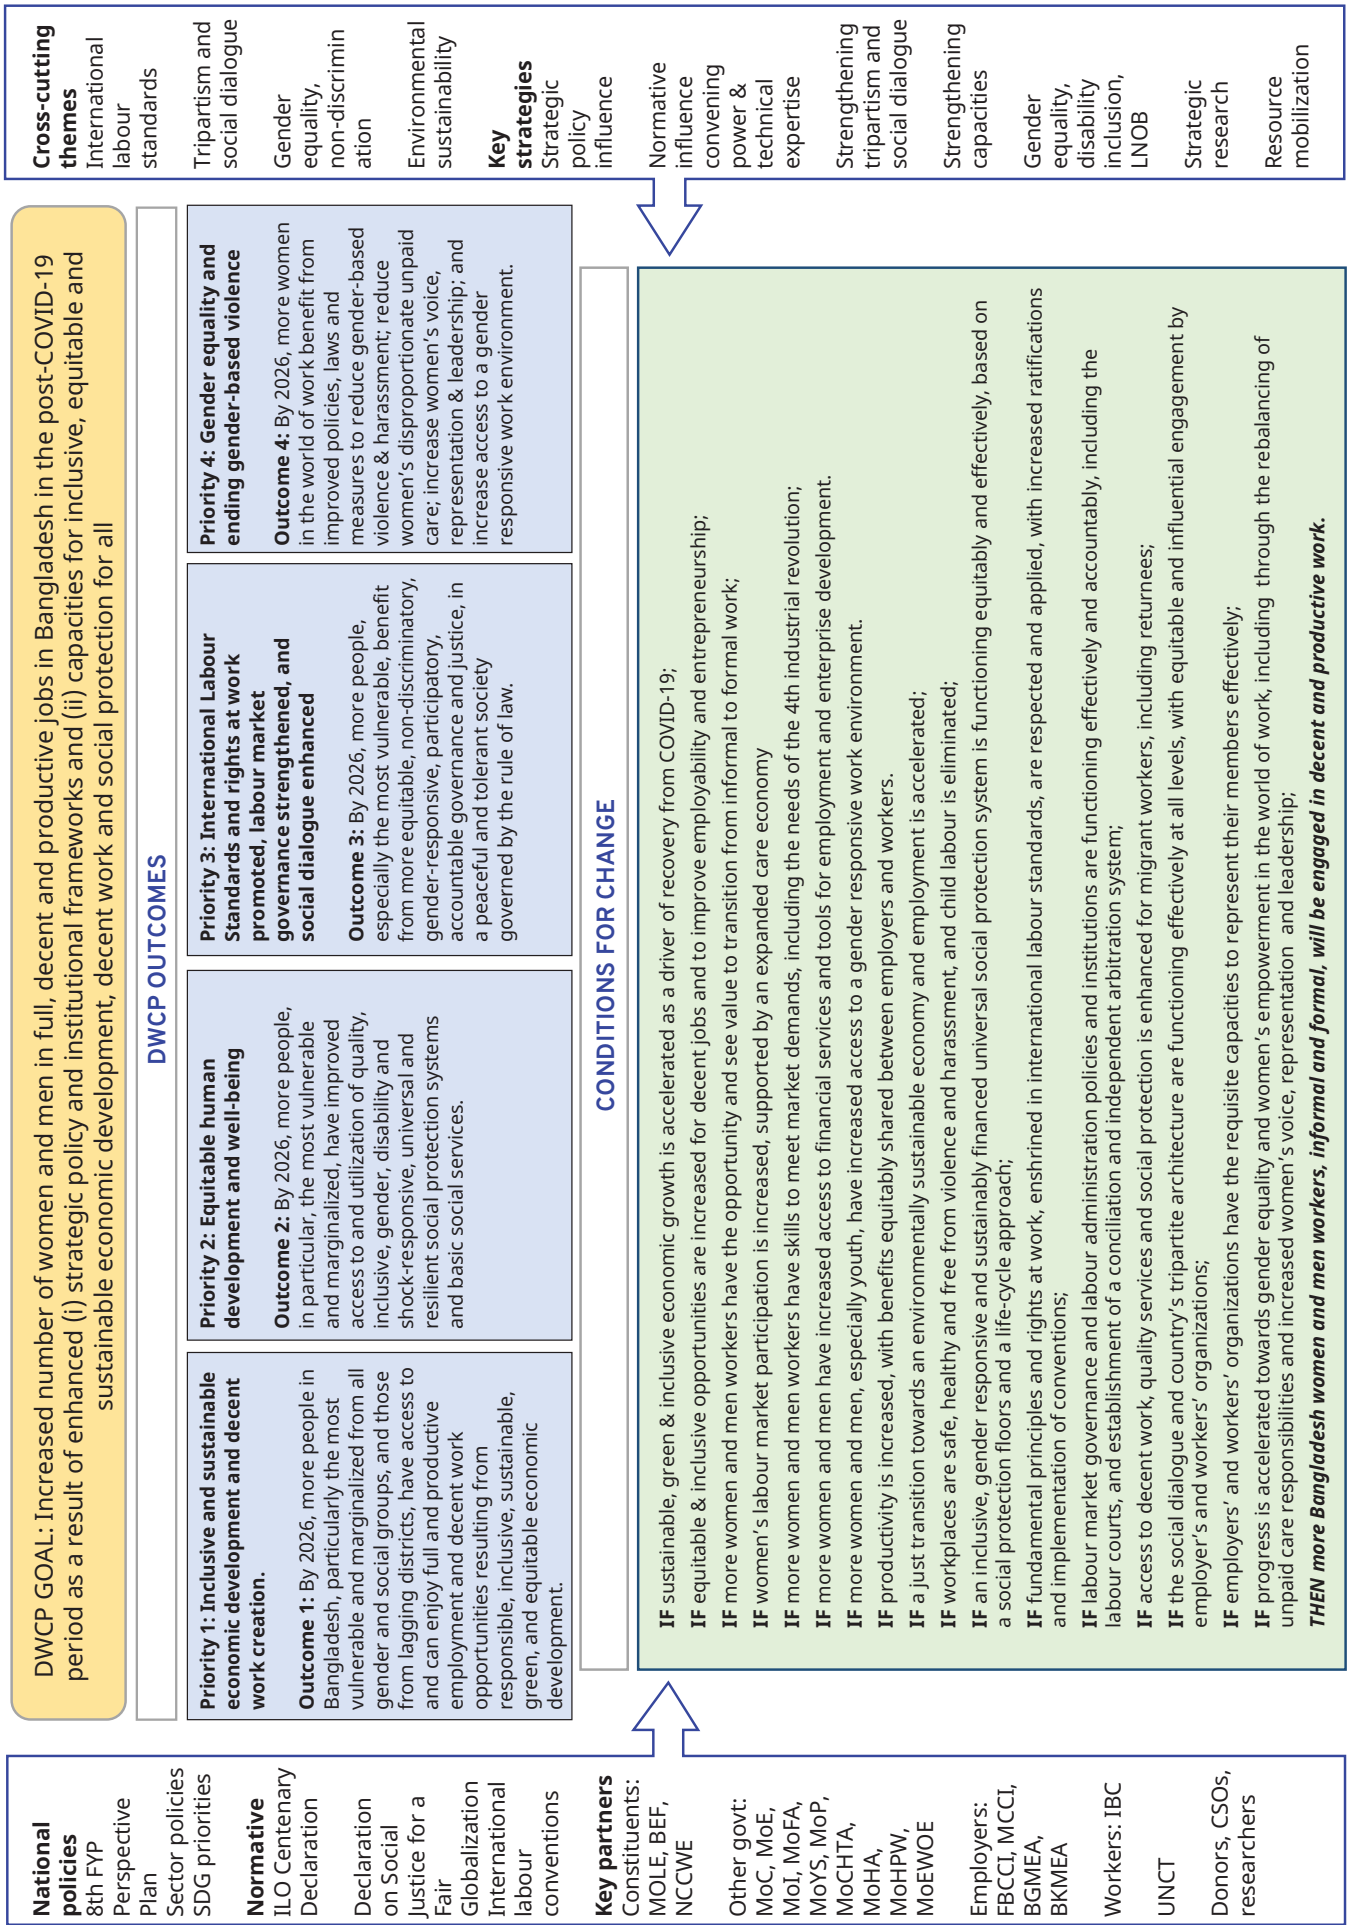 DWCP GOAL: Increased number of women and men in full, decent and productive jobs in Bangladesh in the post-COVID-19
period as a result of enhanced (i) strategic policy and institutional frameworks and (ii) capacities for inclusive, equitable and
sustainable economic development, decent work and social protection for all
National
policies
8th FYP
Perspective
Plan
Sector policies
SDG priorities
Normative
ILO Centenary
Declaration
Declaration
on Social
Justice for a
Fair
Globalization
International
labour
conventions
Key partners
Constituents:
MOLE, BEF,
NCCWE
Other govt:
MoC, MoE,
MoI, MoFA,
MoYS, MoP,
MoCHTA,
MoHA,
MoHPW,
MoEWOE
Employers:
FBCCI, MCCI,
BGMEA,
BKMEA
Workers: IBC
UNCT
Donors, CSOs,
researchers
DWCP OUTCOMES
Priority 1: Inclusive and sustainable
economic development and decent
work creation.
Outcome 1: By 2026, more people in
Bangladesh, particularly the most
vulnerable and marginalized from all
gender and social groups, and those
from lagging districts, have access to
and can enjoy full and productive
employment and decent work
opportunities resulting from
responsible, inclusive, sustainable,
green, and equitable economic
development.
Priority 2: Equitable human
development and well-being
Outcome 2: By 2026, more people,
in particular, the most vulnerable
and marginalized, have improved
access to and utilization of quality,
inclusive, gender, disability and
shock-responsive, universal and
resilient social protection systems
and basic social services.
Priority 3: International Labour
Standards and rights at work
promoted, labour market
governance strengthened, and
social dialogue enhanced
Outcome 3: By 2026, more people,
especially the most vulnerable, benefit
from more equitable, non-discriminatory,
gender-responsive, participatory,
accountable governance and justice, in
a peaceful and tolerant society
governed by the rule of law.
Priority 4: Gender equality and
ending gender-based violence
Outcome 4: By 2026, more women
in the world of work benefit from
improved policies, laws and
measures to reduce gender-based
violence & harassment; reduce
women's disproportionate unpaid
care; increase women's voice,
representation & leadership; and
increase access to a gender
responsive work environment.
CONDITIONS FOR CHANGE
IF sustainable, green & inclusive economic growth is accelerated as a driver of recovery from COVID-19;
IF equitable & inclusive opportunities are increased for decent jobs and to improve employability and entrepreneurship;
IF more women and men workers have the opportunity and see value to transition from informal to formal work;
IF women's labour market participation is increased, supported by an expanded care economy
IF more women and men workers have skills to meet market demands, including the needs of the 4th industrial revolution;
IF more women and men have increased access to financial services and tools for employment and enterprise development.
IF more women and men, especially youth, have increased access to a gender responsive work environment.
IF productivity is increased, with benefits equitably shared between employers and workers.
IF a just transition towards an environmentally sustainable economy and employment is accelerated;
IF workplaces are safe, healthy and free from violence and harassment, and child labour is eliminated;
IF an inclusive, gender responsive and sustainably financed universal social protection system is functioning equitably and effectively, based on
a social protection floors and a life-cycle approach;
IF fundamental principles and rights at work, enshrined in international labour standards, are respected and applied, with increased ratifications
and implementation of conventions;
IF labour market governance and labour administration policies and institutions are functioning effectively and accountably, including the
labour courts, and establishment of a conciliation and independent arbitration system;
IF access to decent work, quality services and social protection is enhanced for migrant workers, including returnees;
IF the social dialogue and country's tripartite architecture are functioning effectively at all levels, with equitable and influential engagement by
employer's and workers' organizations;
IF employers' and workers' organizations have the requisite capacities to represent their members effectively;
IF progress is accelerated towards gender equality and women's empowerment in the world of work, including through the rebalancing of
unpaid care responsibilities and increased women's voice, representation and leadership;
THEN more Bangladesh women and men workers, informal and formal, will be engaged in decent and productive work.
Cross-cutting
themes
International
labour
standards
Tripartism and
social dialogue
Gender
equality,
non-discrimin
ation
Environmental
sustainability
Key
strategies
Strategic
policy
influence
Normative
influence
convening
power &
technical
expertise
Strengthening
tripartism and
social dialogue
Strengthening
capacities
Gender
equality,
disability
inclusion,
LNOB
Strategic
research
Resource
mobilization